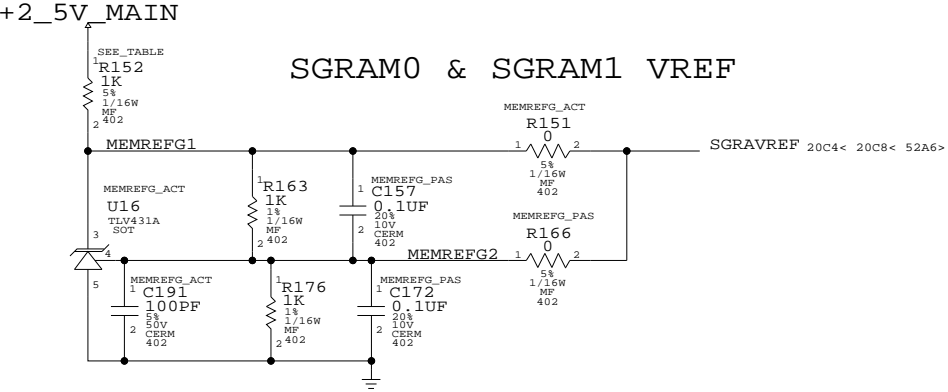 +2_5V_MAIN
SGRAM0 & SGRAM1 VREF
SEE_TABLE
1
R152
1K
5%
1/16W
MF
402
2
MEMREFG1
MEMREFG_ACT
R151
0
1
2
5%
1/16W
MF
402
SGRAVREF 20C4< 20C8< 52A6>
MEMREFG_ACT
U16
TLV431A
SOT
3
4
5
1
R163
1K
1%
1/16W
MF
402
2
MEMREFG_PAS
1
C157
0.1UF
20%
10V
CERM
402
2
MEMREFG2
MEMREFG_PAS
R166
0
1
2
5%
1/16W
MF
402
MEMREFG_ACT
1
C191
100PF
5%
50V
CERM
402
2
1
R176
1K
1%
1/16W
MF
402
2
MEMREFG_PAS
1
C172
0.1UF
20%
10V
CERM
402
2